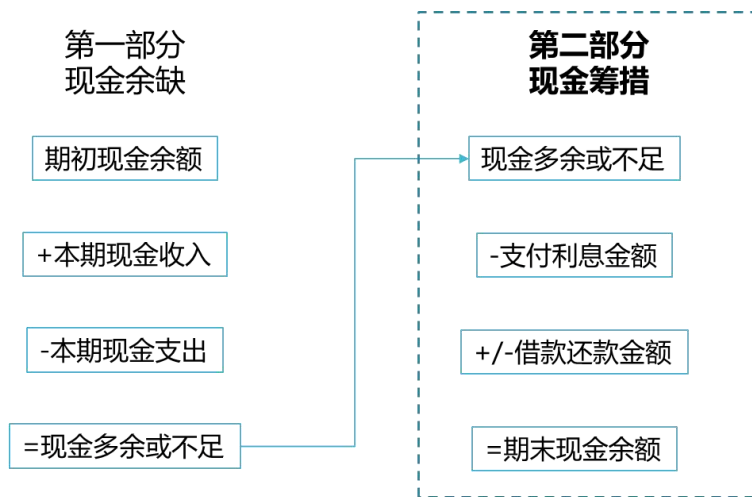 第一部分
现金余缺
期初现金余额
+本期现金收入
-本期现金支出
=现金多余或不足
第二部分
现金筹措
现金多余或不足
-支付利息金额
+/-借款还款金额
=期末现金余额